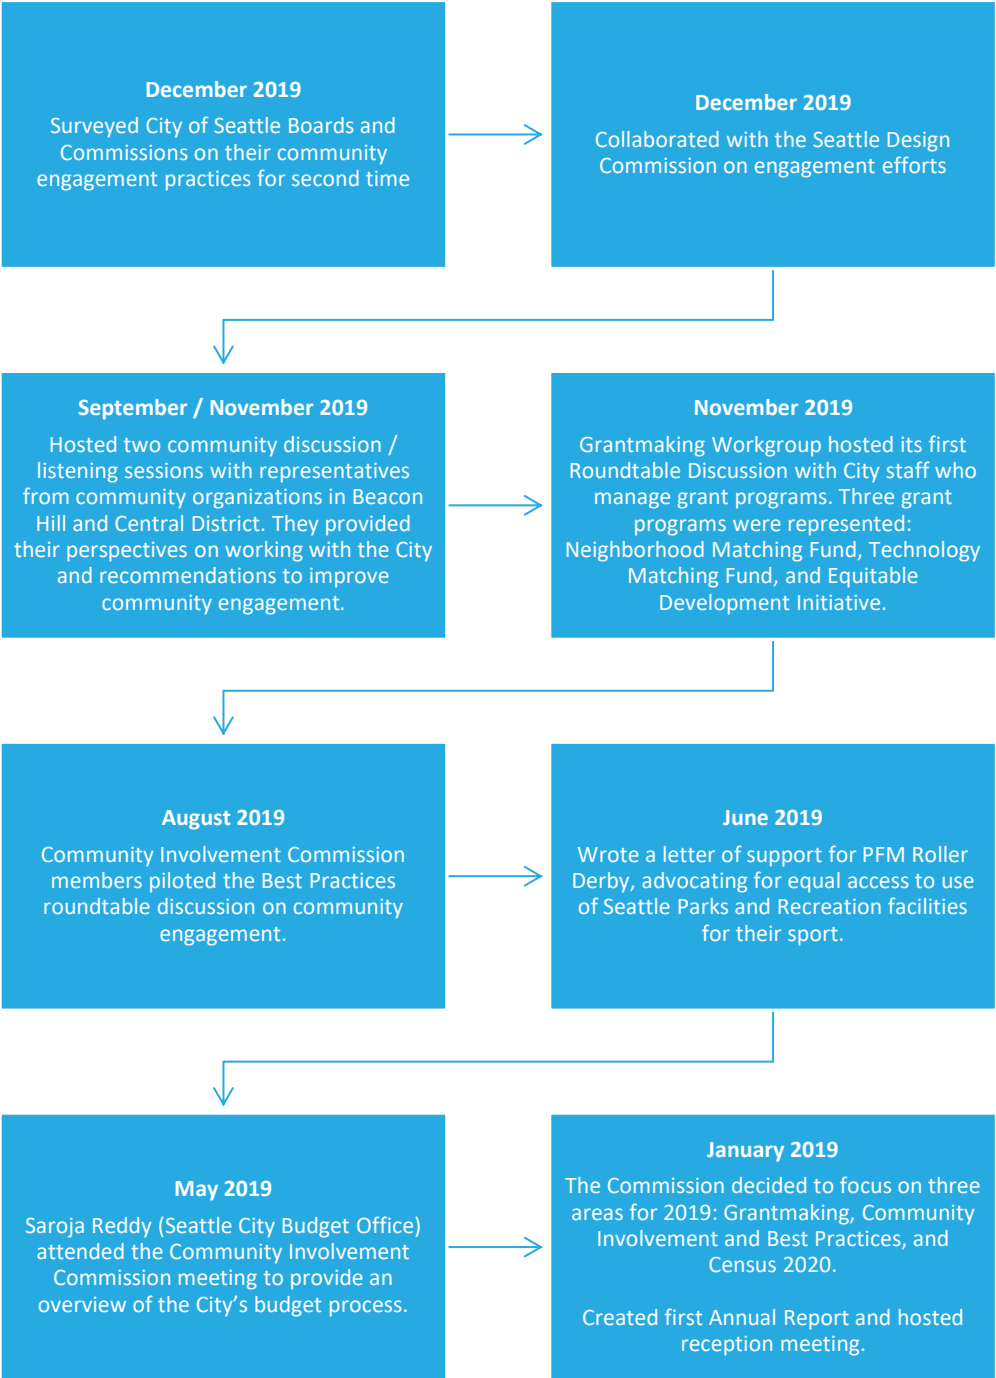 December 2019
Surveyed City of Seattle Boards and
Commissions on their community
engagement practices for second time
December 2019
Collaborated with the Seattle Design
Commission on engagement efforts
September / November 2019
Hosted two community discussion /
listening sessions with representatives
from community organizations in Beacon
Hill and Central District. They provided
their perspectives on working with the City
and recommendations to improve
community engagement.
November 2019
Grantmaking Workgroup hosted its first
Roundtable Discussion with City staff who
manage grant programs. Three grant
programs were represented:
Neighborhood Matching Fund, Technology
Matching Fund, and Equitable
Development Initiative.
August 2019
Community Involvement Commission
members piloted the Best Practices
roundtable discussion on community
engagement.
June 2019
Wrote a letter of support for PFM Roller
Derby, advocating for equal access to use
of Seattle Parks and Recreation facilities
for their sport.
May 2019
Saroja Reddy (Seattle City Budget Office)
attended the Community Involvement
Commission meeting to provide an
overview of the City’s budget process.
January 2019
The Commission decided to focus on three
areas for 2019: Grantmaking, Community
Involvement and Best Practices, and
Census 2020.
Created first Annual Report and hosted
reception meeting.